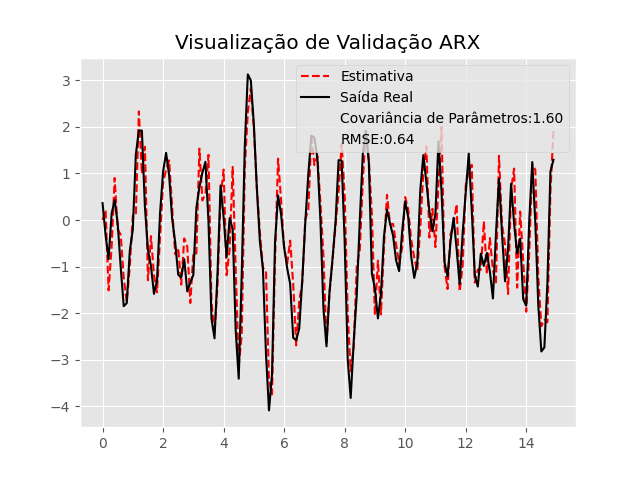 Visualização de Validação ARX
Estimativa
Saída Real
Covariância de Parâmetros:1.60
RMSE:0.64
3
2
1
0
−1
−2
−3
−4
0 2 4 6 8 10 12 14